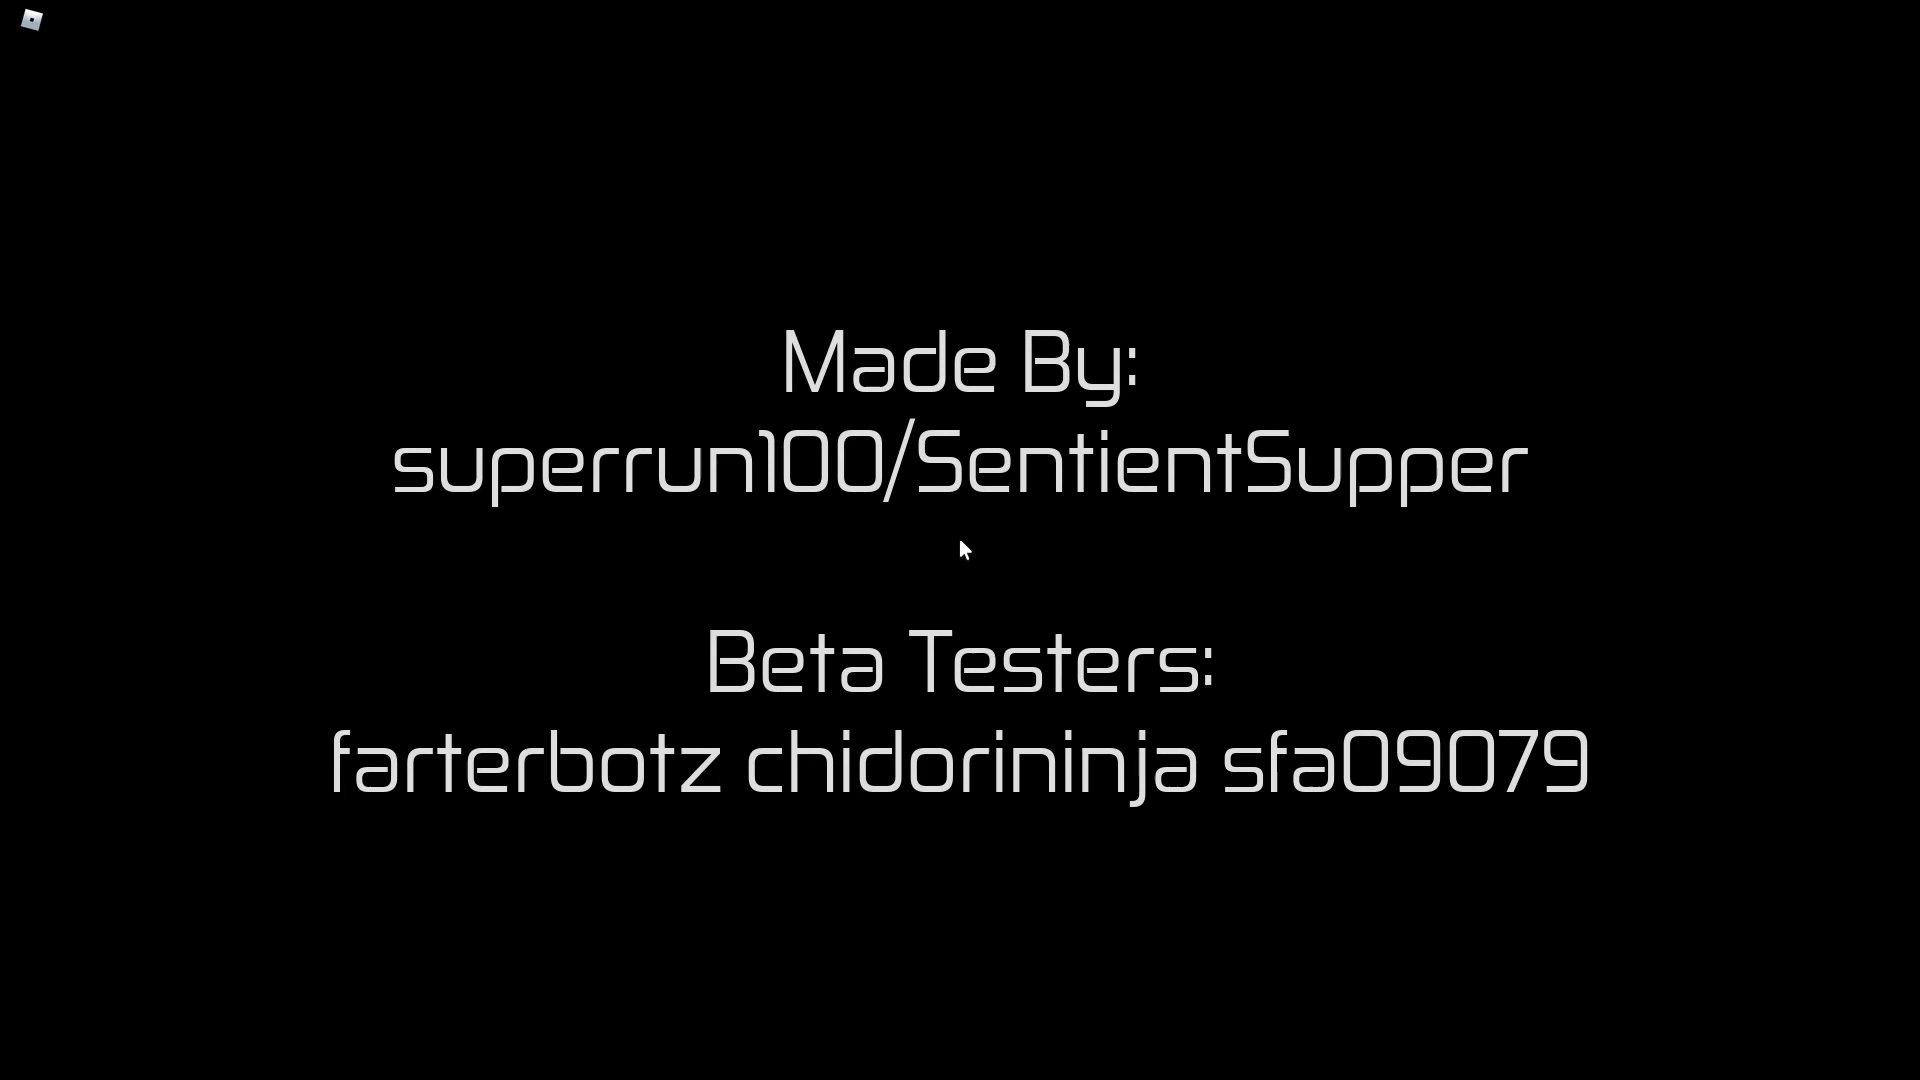 Made By:
superrun100/SentientSupper
Beta Testers:
farterbotz chidorininja sfa09079